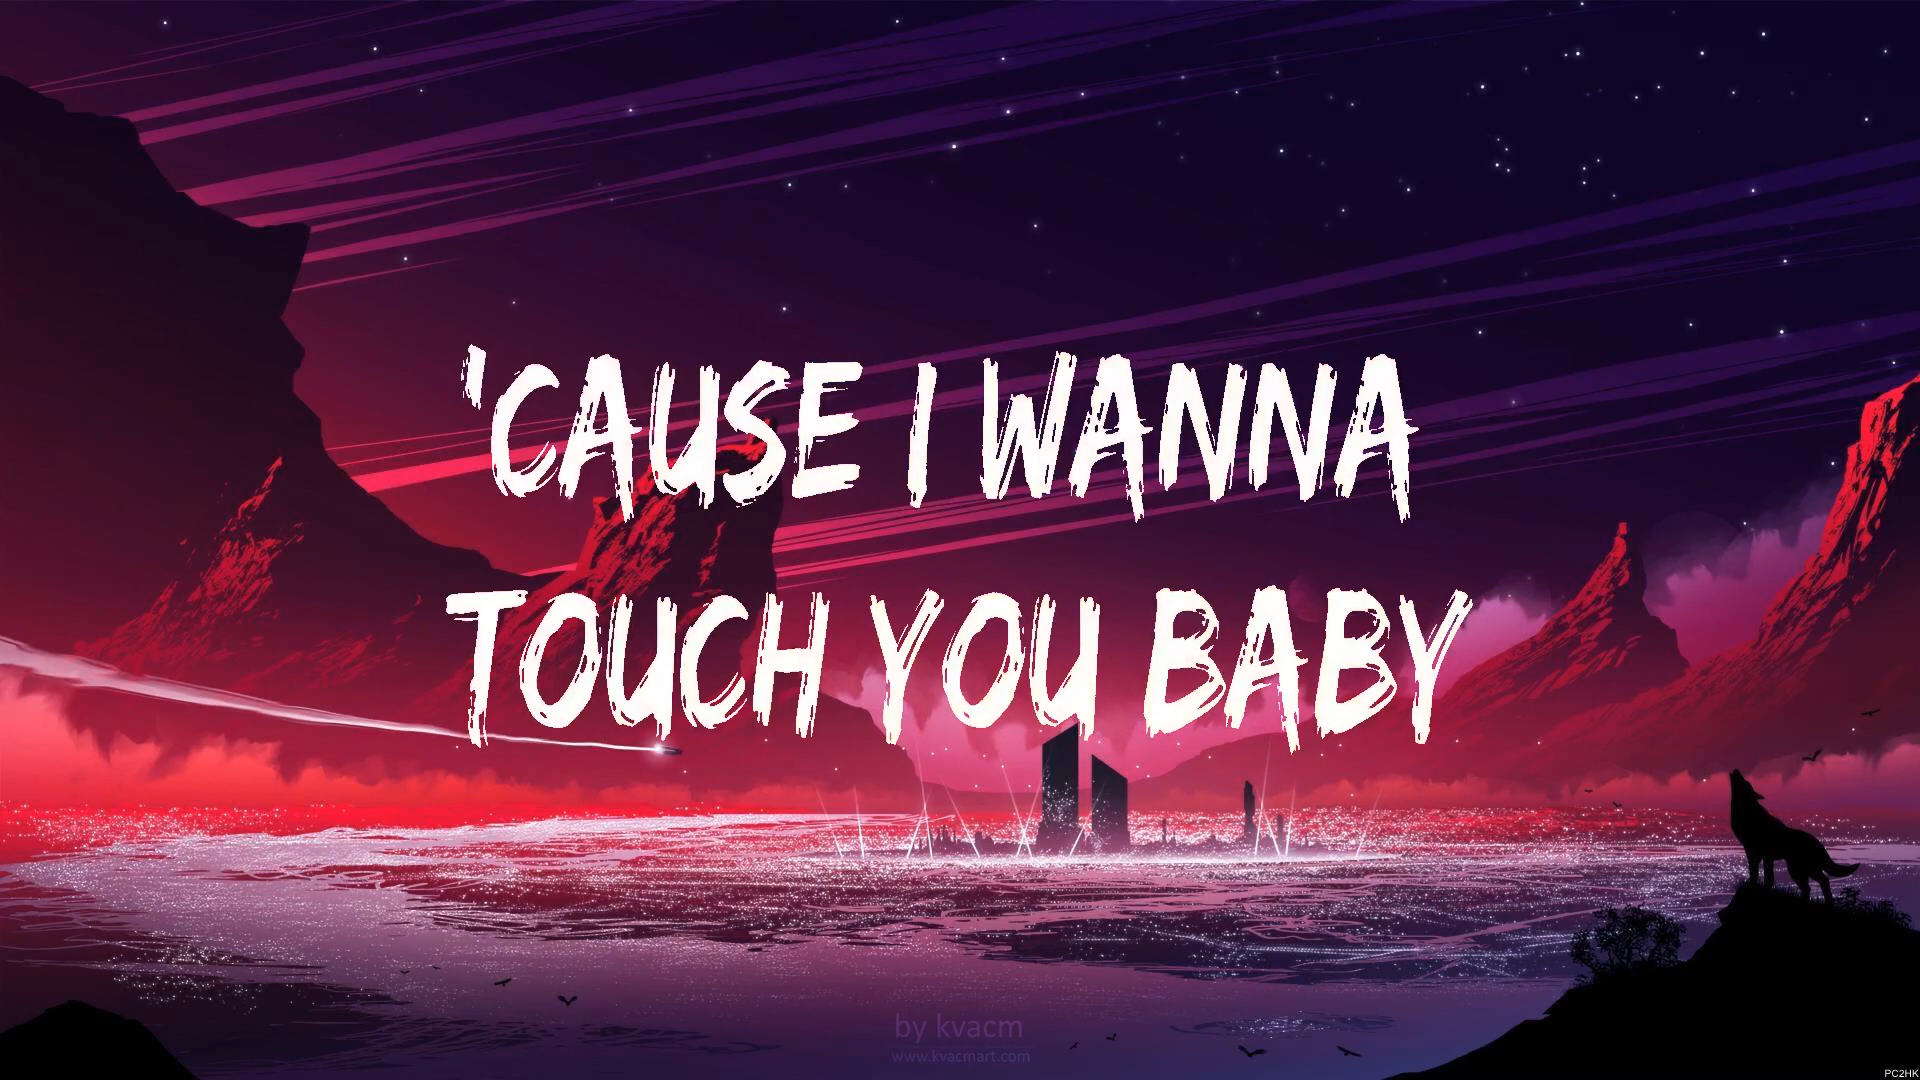 'CAUSE I WANNA
TOUCH YOU BABY
by kvacm
www.kvacmart.com
PC2HK